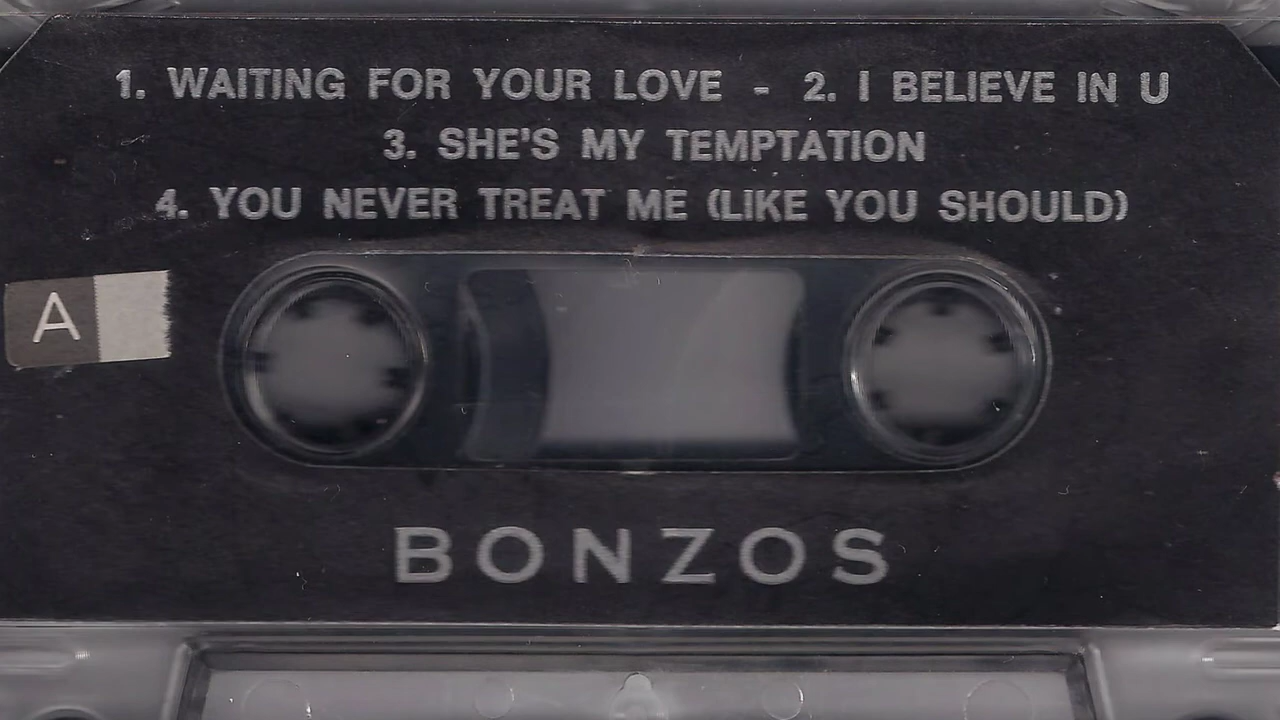 1. WAITING FOR YOUR LOVE - 2. I BELIEVE IN U
3. SHE'S MY TEMPTATION
4. YOU NEVER TREAT ME (LIKE YOU SHOULD)
A
BONZOS